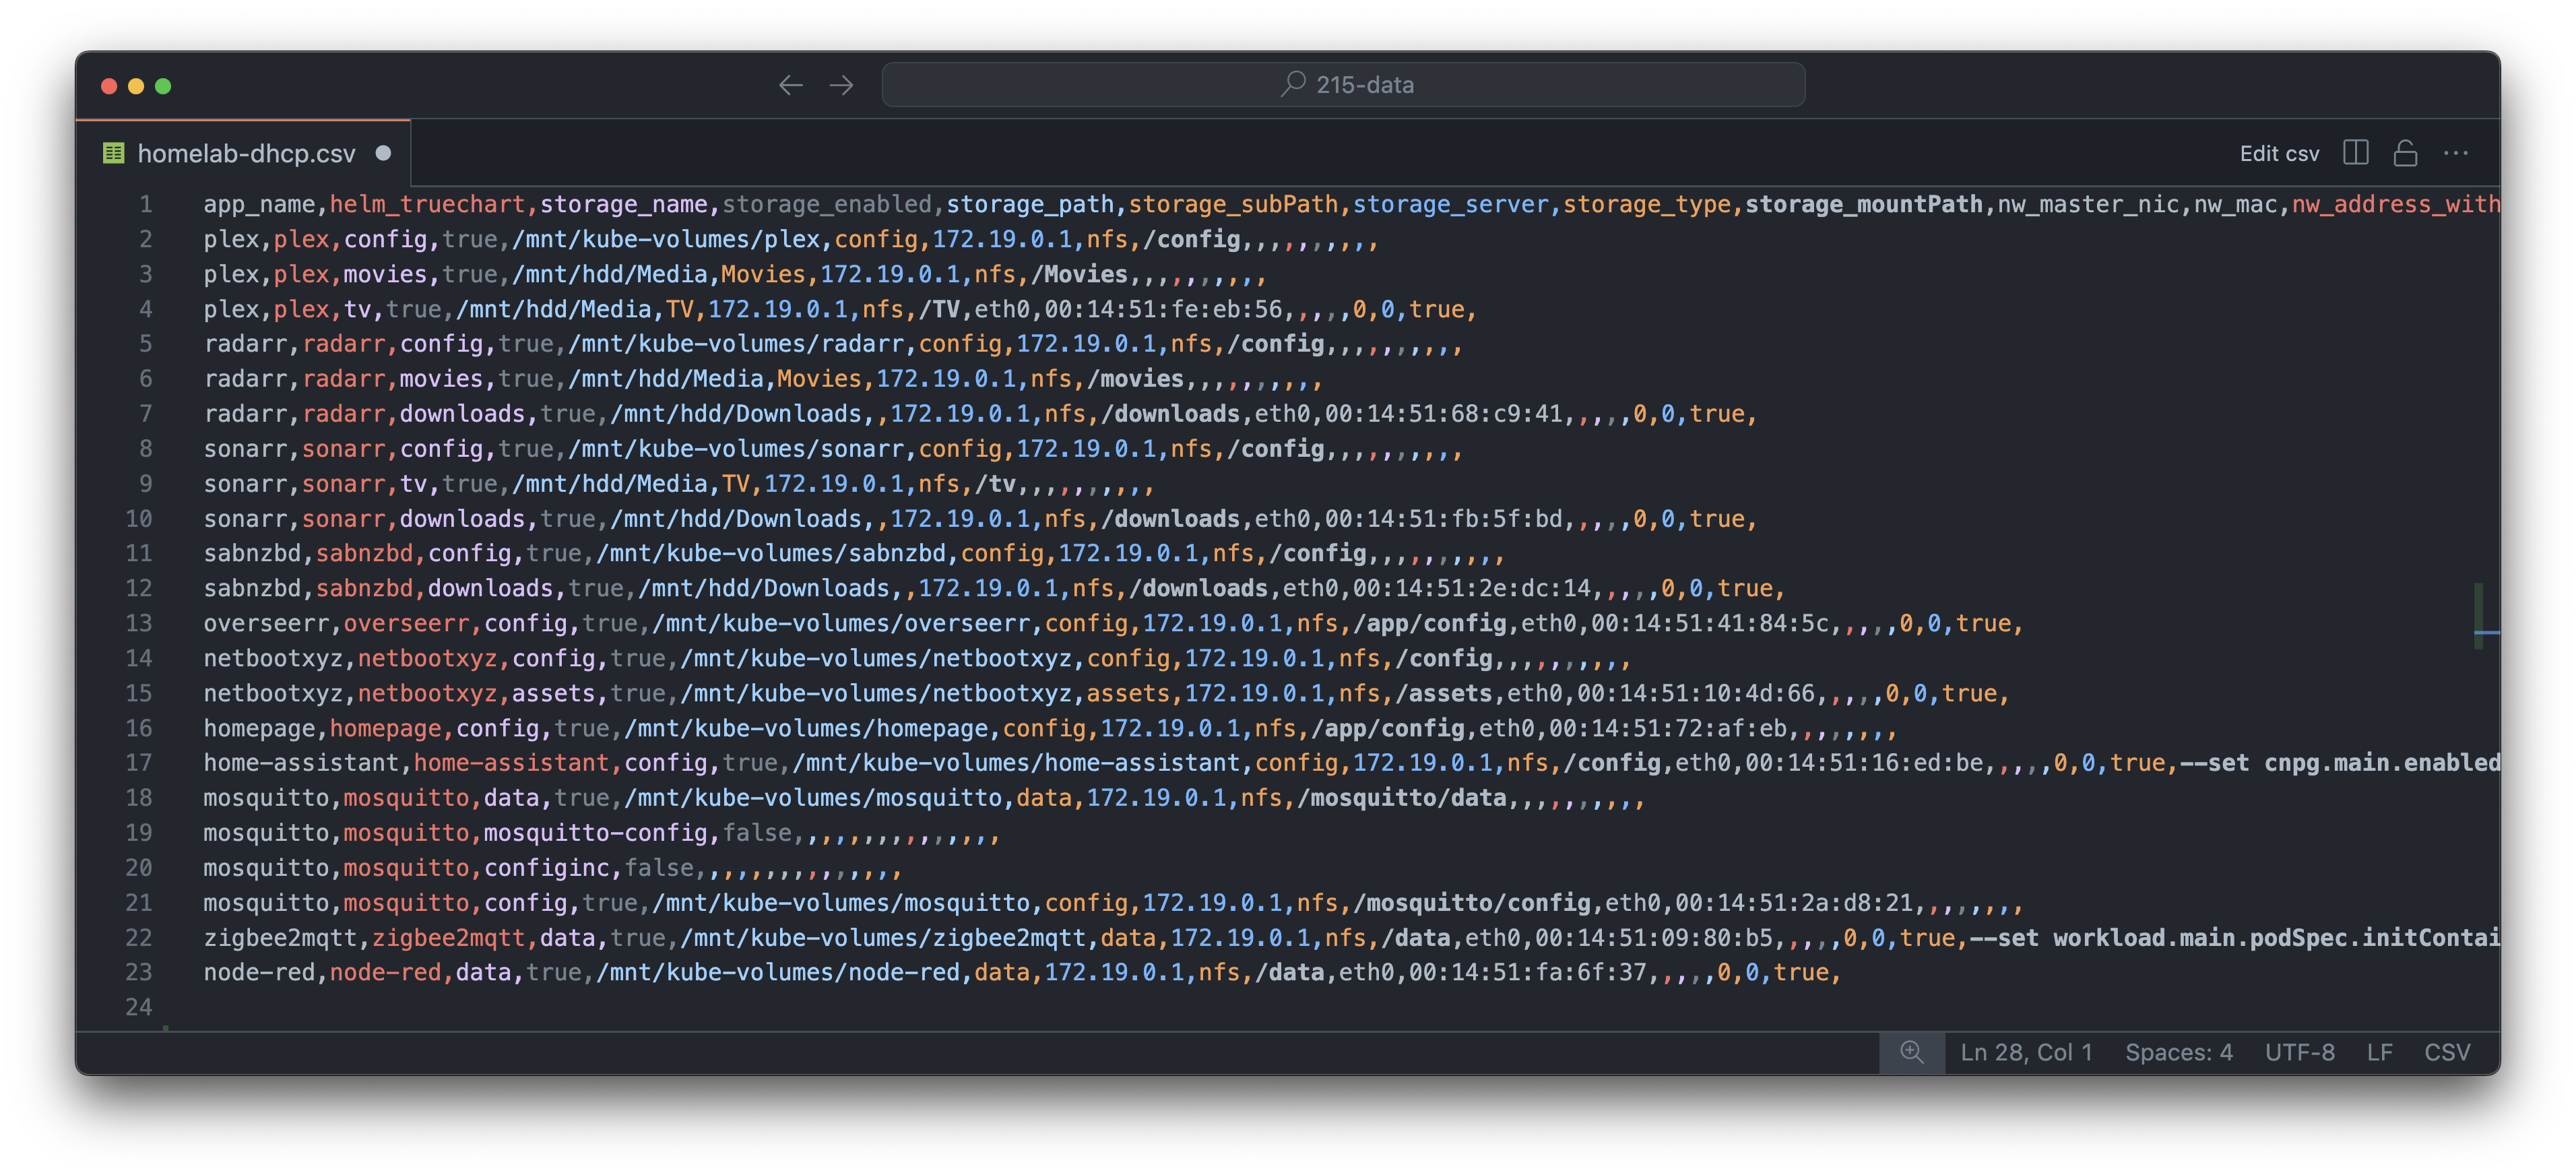 215-data
homelab-dhcp.csv
Edit csv
1 app_name,helm_truechart,storage_name,storage_enabled,storage_path,storage_subPath,storage_server,storage_type,storage_mountPath,nw_master_nic,nw_mac,nw_address_with
2 plex,plex,config,true,/mnt/kube-volumes/plex,config,172.19.0.1,nfs,/config,,,,,,,,,,
3 plex,plex,movies,true,/mnt/hdd/Media,Movies,172.19.0.1,nfs,/Movies,,,,,,,,,,
4 plex,plex,tv,true,/mnt/hdd/Media,TV,172.19.0.1,nfs,/TV,eth0,00:14:51:fe:eb:56,,,,,0,0,true,
5 radarr,radarr,config,true,/mnt/kube-volumes/radarr,config,172.19.0.1,nfs,/config,,,,,,,,,,
6 radarr,radarr,movies,true,/mnt/hdd/Media,Movies,172.19.0.1,nfs,/movies,,,,,,,,,,
7 radarr,radarr,downloads,true,/mnt/hdd/Downloads,,172.19.0.1,nfs,/downloads,eth0,00:14:51:68:c9:41,,,,,0,0,true,
8 sonarr,sonarr,config,true,/mnt/kube-volumes/sonarr,config,172.19.0.1,nfs,/config,,,,,,,,,,
9 sonarr,sonarr,tv,true,/mnt/hdd/Media,TV,172.19.0.1,nfs,/tv,,,,,,,,,,
10 sonarr,sonarr,downloads,true,/mnt/hdd/Downloads,,172.19.0.1,nfs,/downloads,eth0,00:14:51:fb:5f:bd,,,,,0,0,true,
11 sabnzbd,sabnzbd,config,true,/mnt/kube-volumes/sabnzbd,config,172.19.0.1,nfs,/config,,,,,,,,,,
12 sabnzbd,sabnzbd,downloads,true,/mnt/hdd/Downloads,,172.19.0.1,nfs,/downloads,eth0,00:14:51:2e:dc:14,,,,,0,0,true,
13 overseerr,overseerr,config,true,/mnt/kube-volumes/overseerr,config,172.19.0.1,nfs,/app/config,eth0,00:14:51:41:84:5c,,,,,0,0,true,
14 netbootxyz,netbootxyz,config,true,/mnt/kube-volumes/netbootxyz,config,172.19.0.1,nfs,/config,,,,,,,,,,
15 netbootxyz,netbootxyz,assets,true,/mnt/kube-volumes/netbootxyz,assets,172.19.0.1,nfs,/assets,eth0,00:14:51:10:4d:66,,,,,0,0,true,
16 homepage,homepage,config,true,/mnt/kube-volumes/homepage,config,172.19.0.1,nfs,/app/config,eth0,00:14:51:72:af:eb,,,,,,,,
17 home-assistant,home-assistant,config,true,/mnt/kube-volumes/home-assistant,config,172.19.0.1,nfs,/config,eth0,00:14:51:16:ed:be,,,,,0,0,true,--set cnpg.main.enabled
18 mosquitto,mosquitto,data,true,/mnt/kube-volumes/mosquitto,data,172.19.0.1,nfs,/mosquitto/data,,,,,,,,,,
19 mosquitto,mosquitto,mosquitto-config,false,,,,,,,,,,,,,,,
20 mosquitto,mosquitto,configinc,false,,,,,,,,,,,,,,,
21 mosquitto,mosquitto,config,true,/mnt/kube-volumes/mosquitto,config,172.19.0.1,nfs,/mosquitto/config,eth0,00:14:51:2a:d8:21,,,,,,,,
22 zigbee2mqtt,zigbee2mqtt,data,true,/mnt/kube-volumes/zigbee2mqtt,data,172.19.0.1,nfs,/data,eth0,00:14:51:09:80:b5,,,,,0,0,true,--set workload.main.podSpec.initContai
23 node-red,node-red,data,true,/mnt/kube-volumes/node-red,data,172.19.0.1,nfs,/data,eth0,00:14:51:fa:6f:37,,,,,0,0,true,
24
Ln 28, Col 1 Spaces: 4 UTF-8 LF CSV